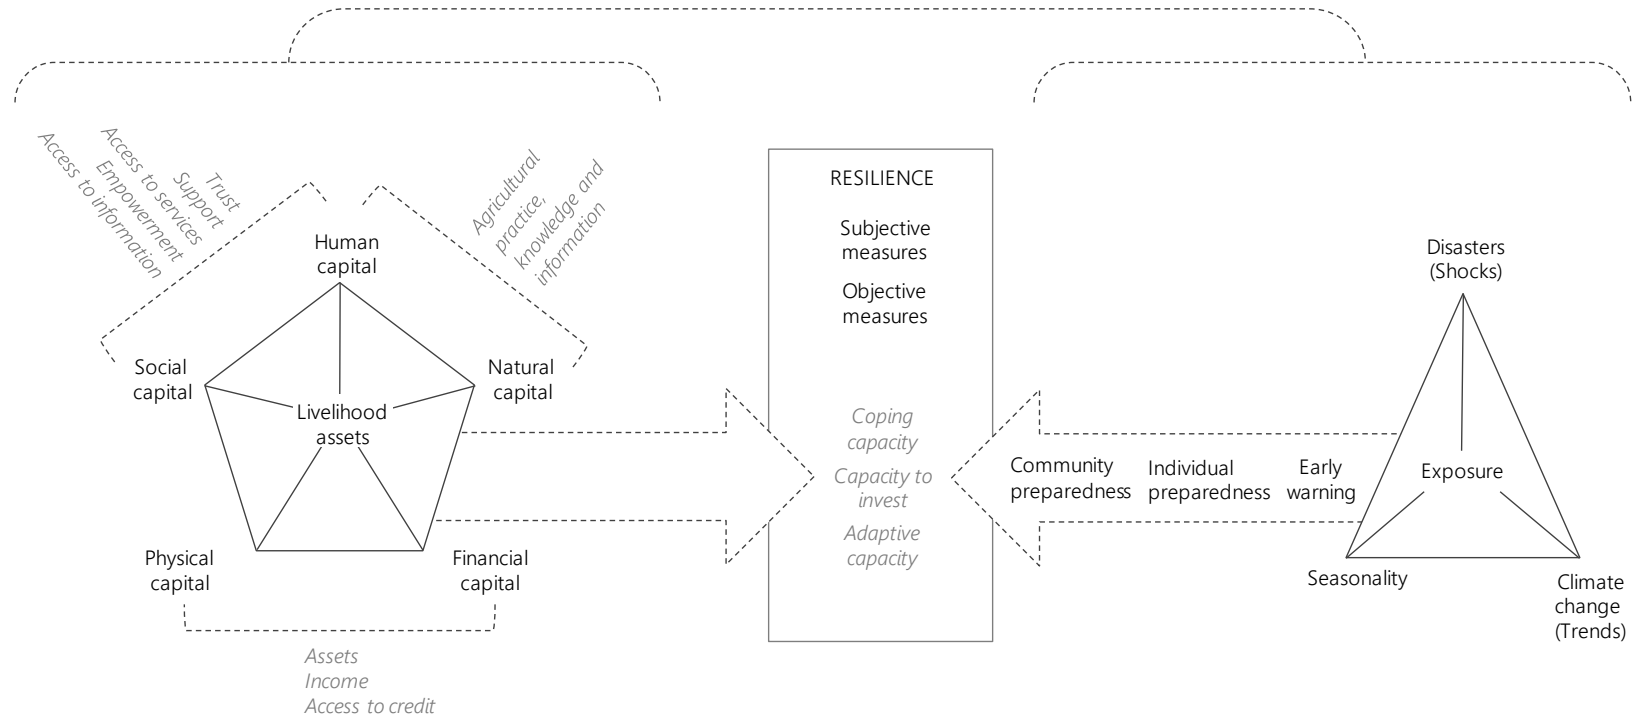 Access to information
Empowerment
Access to services
Support
Trust
Agricultural
practice,
knowledge and
information
Human
capital
Social
capital
Natural
capital
Livelihood
assets
Physical
capital
Financial
capital
Assets
Income
Access to credit
RESILIENCE
Subjective
measures
Objective
measures
Coping
capacity
Capacity to
invest
Adaptive
capacity
Community
preparedness
Individual
preparedness
Early
warning
Disasters
(Shocks)
Exposure
Seasonality
Climate
change
(Trends)